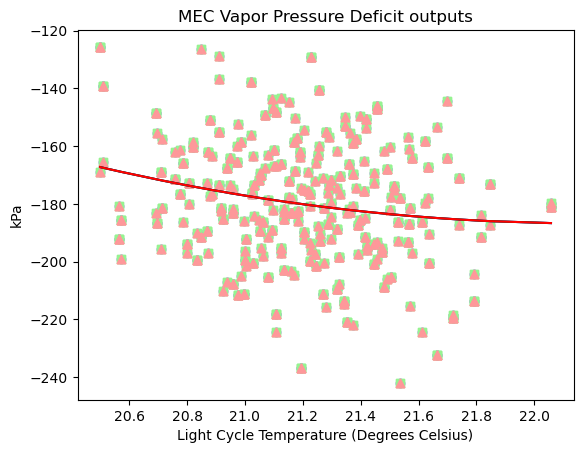 MEC Vapor Pressure Deficit outputs
−120
−140
−160
−180
−200
−220
−240
kPa
20.6 20.8 21.0 21.2 21.4 21.6 21.8 22.0
Light Cycle Temperature (Degrees Celsius)